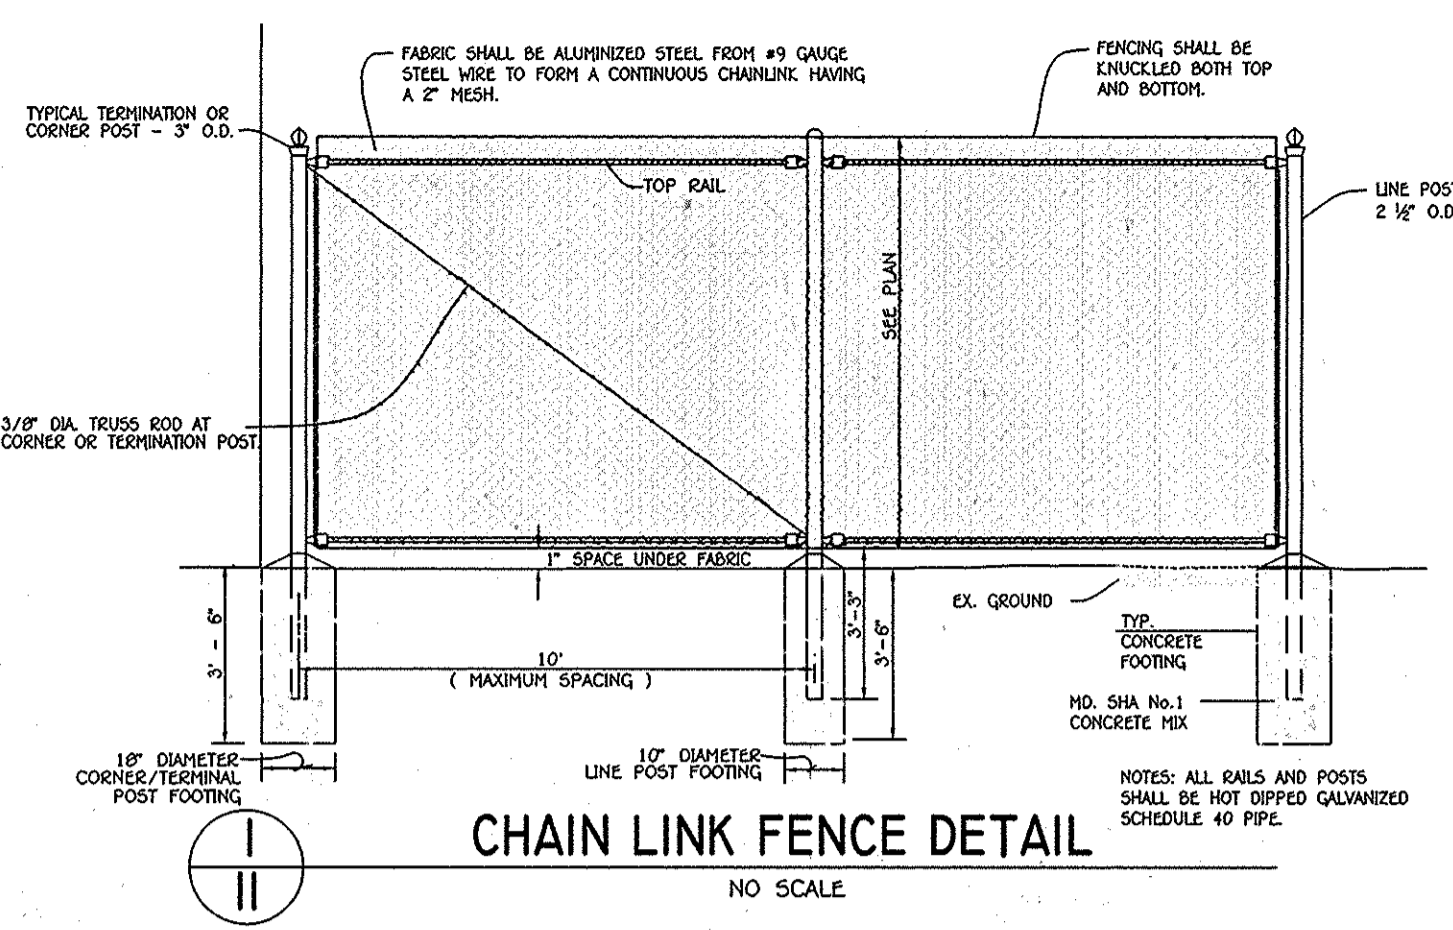 FABRIC SHALL BE ALUMINIZED STEEL FROM #9 GAUGE
STEEL WIRE TO FORM A CONTINUOUS CHAINLINK HAVING
A 2" MESH.
FENCING SHALL BE
KNUCKLED BOTH TOP
AND BOTTOM.
TYPICAL TERMINATION OR
CORNER POST - 3" O.D.
TOP RAIL
LINE POST
2 ½" O.D
SEE PLAN
3/8" DIA. TRUSS ROD AT
CORNER OR TERMINATION POST.
1" SPACE UNDER FABRIC
EX. GROUND
3' - 6"
10'
( MAXIMUM SPACING )
3'-3"
3'-6"
TYP.
CONCRETE
FOOTING
MD. SHA No.1
CONCRETE MIX
18" DIAMETER
CORNER/TERMINAL
POST FOOTING
10" DIAMETER
LINE POST FOOTING
NOTES: ALL RAILS AND POSTS
SHALL BE HOT DIPPED GALVANIZED
SCHEDULE 40 PIPE.
I
II
CHAIN LINK FENCE DETAIL
NO SCALE